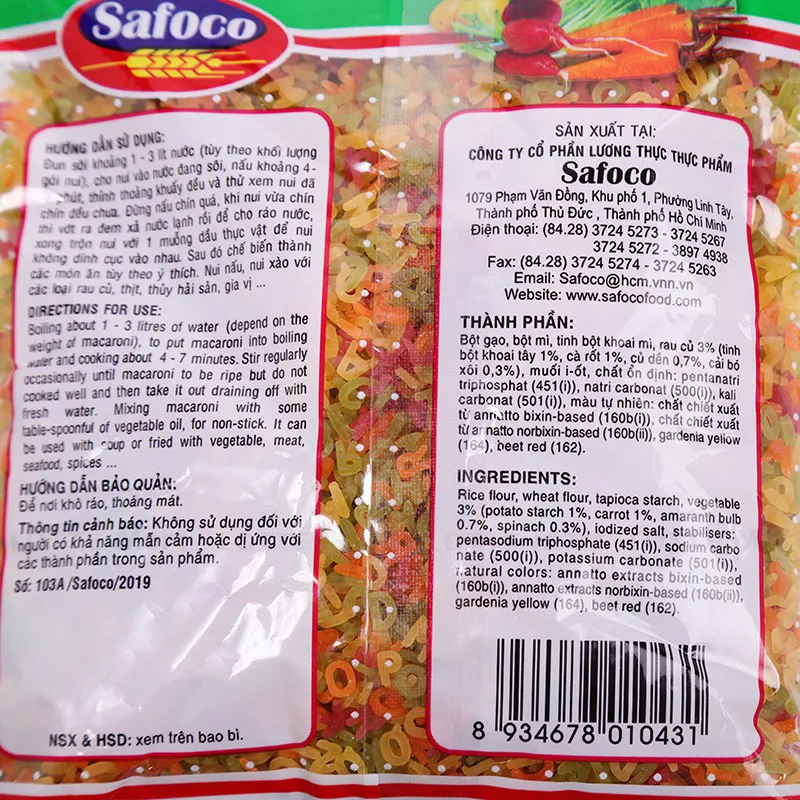 Safoco
HƯỚNG DẪN SỬ DỤNG:
Đun sôi khoảng 1 - 3 lít nước (tùy theo khối lượng
gói nui), cho nui vào nước đang sôi, nấu khoảng 4-
phút, thỉnh thoảng khuấy đều và thử xem nui đã
chín đều chưa. Đừng nấu chín quá, khi nui vừa chín
thì vớt ra đem xả nước lạnh rồi để cho ráo nước,
xong trộn nui với 1 muỗng dầu thực vật để nui
không dính cục vào nhau. Sau đó chế biến thành
các món ăn tùy theo ý thích. Nui nấu, nui xào với
các loại rau củ, thịt, thủy hải sản, gia vị ...
DIRECTIONS FOR USE:
Boiling about 1 - 3 litres of water (depend on the
weight of macaroni), to put macaroni into boiling
water and cooking about 4 - 7 minutes. Stir regularly
occasionally until macaroni to be ripe but do not
cooked well and then take it out draining off with
fresh water. Mixing macaroni with some
table-spoonful of vegetable oil, for non-stick. It can
be used with soup or fried with vegetable, meat,
seafood, spices ...
HƯỚNG DẪN BẢO QUẢN:
Để nơi khô ráo, thoáng mát.
Thông tin cảnh báo: Không sử dụng đối với
người có khả năng mẫn cảm hoặc dị ứng với
các thành phần trong sản phẩm.
Số: 103A/Safoco/2019
NSX & HSD: xem trên bao bì.
SẢN XUẤT TẠI:
CÔNG TY CỔ PHẦN LƯƠNG THỰC THỰC PHẨM
Safoco
1079 Phạm Văn Đồng, Khu phố 1, Phường Linh Tây,
Thành phố Thủ Đức , Thành phố Hồ Chí Minh
Điện thoại: (84.28) 3724 5273 - 3724 5267
3724 5272 - 3897 4938
Fax: (84.28) 3724 5274 - 3724 5263
Email: Safoco@hcm.vnn.vn
Website: www.safocofood.com
THÀNH PHẦN:
Bột gạo, bột mì, tinh bột khoai mì, rau củ 3% (tinh
bột khoai tây 1%, cà rốt 1%, củ dền 0,7%, cải bó
xôi 0,3%), muối i-ốt, chất ổn định: pentanatri
triphosphat (451(i)), natri carbonat (500(i)), kali
carbonat (501(i)), màu tự nhiên: chất chiết xuất
từ annatto bixin-based (160b(i)), chất chiết xuất
từ annatto norbixin-based (160b(ii)), gardenia yellow
(164), beet red (162).
INGREDIENTS:
Rice flour, wheat flour, tapioca starch, vegetable
3% (potato starch 1%, carrot 1%, amaranth bulb
0.7%, spinach 0.3%), iodized salt, stabilisers:
pentasodium triphosphate (451(i)), sodium carbo
nate (500(i)), potassium carbonate (501(i)),
natural colors: annatto extracts bixin-based
(160b(i)), annatto extracts norbixin-based (160b(ii)),
gardenia yellow (164), beet red (162).
8 934678 010431